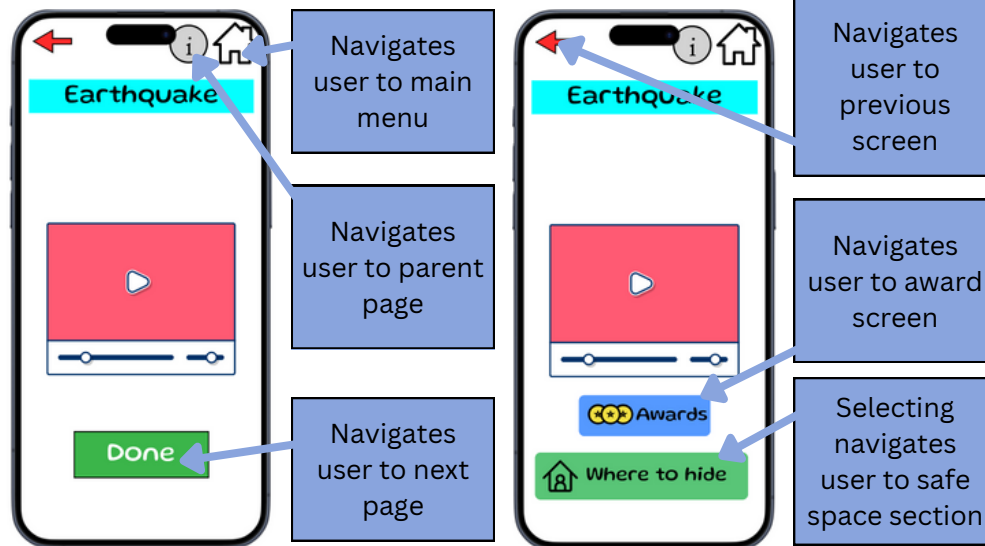 i
Earthquake
Done
Navigates
user to main
menu
Navigates
user to parent
page
Navigates
user to next
page
i
Earthquake
Awards
Where to hide
Navigates
user to
previous
screen
Navigates
user to award
screen
Selecting
navigates
user to safe
space section